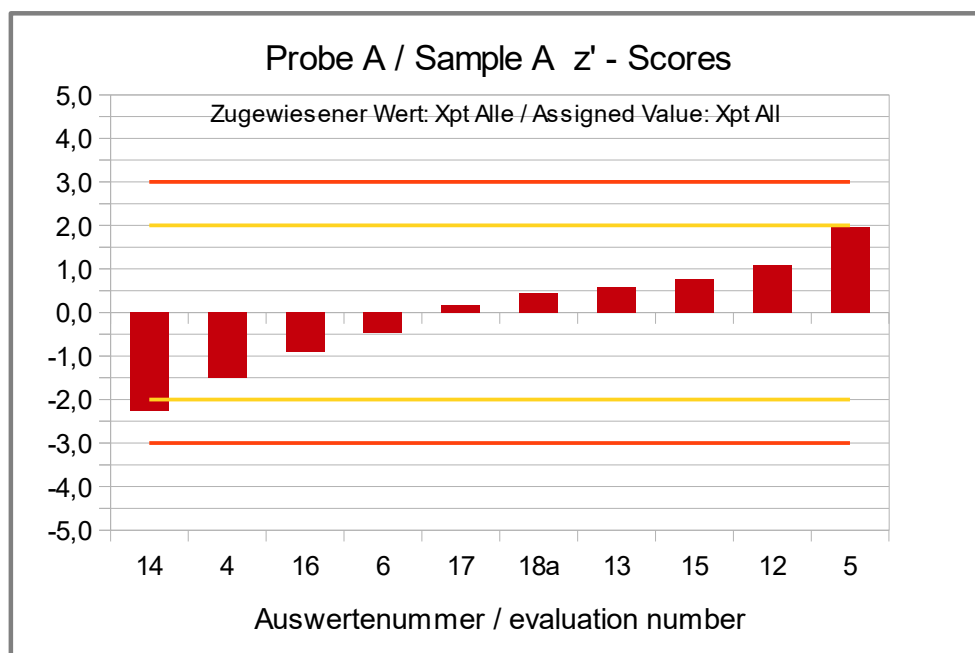 Probe A / Sample A z' - Scores
Zugewiesener Wert: Xpt Alle / Assigned Value: Xpt All
5,0
4,0
3,0
2,0
1,0
0,0
-1,0
-2,0
-3,0
-4,0
-5,0
14 4 16 6 17 18a 13 15 12 5
Auswertenummer / evaluation number